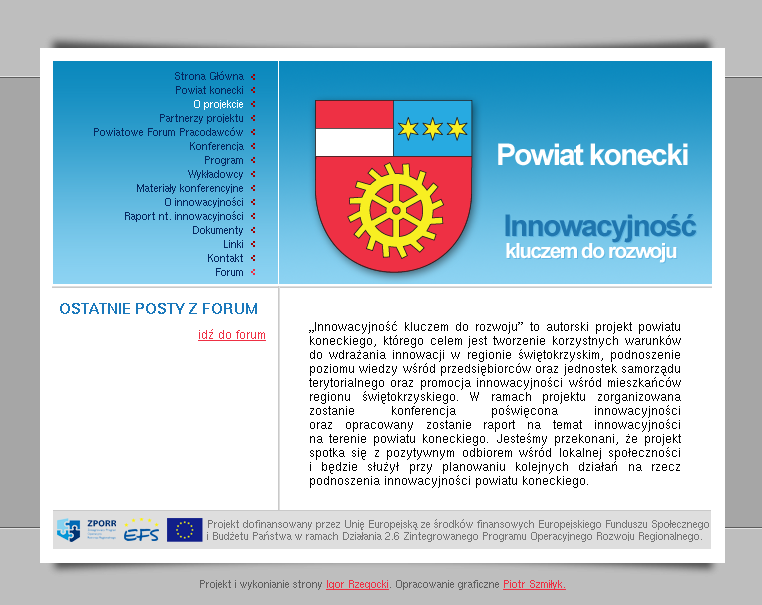 Strona Główna
Powiat konecki
O projekcie
Partnerzy projektu
Powiatowe Forum Pracodawców
Konferencja
Program
Wykładowcy
Materiały konferencyjne
O innowacyjności
Raport nt. innowacyjności
Dokumenty
Linki
Kontakt
Forum
Powiat konecki
Innowacyjność
kluczem do rozwoju
OSTATNIE POSTY Z FORUM
idź do forum
„Innowacyjność kluczem do rozwoju” to autorski projekt powiatu
koneckiego, którego celem jest tworzenie korzystnych warunków
do wdrażania innowacji w regionie świętokrzyskim, podnoszenie
poziomu wiedzy wśród przedsiębiorców oraz jednostek samorządu
terytorialnego oraz promocja innowacyjności wśród mieszkańców
regionu świętokrzyskiego. W ramach projektu zorganizowana
zostanie konferencja poświęcona innowacyjności
oraz opracowany zostanie raport na temat innowacyjności
na terenie powiatu koneckiego. Jesteśmy przekonani, że projekt
spotka się z pozytywnym odbiorem wśród lokalnej społeczności
i będzie służył przy planowaniu kolejnych działań na rzecz
podnoszenia innowacyjności powiatu koneckiego.
ZPORR
EFS
Projekt dofinansowany przez Unię Europejską ze środków finansowych Europejskiego Funduszu Społecznego
i Budżetu Państwa w ramach Działania 2.6 Zintegrowanego Programu Operacyjnego Rozwoju Regionalnego.
Projekt i wykonianie strony Igor Rzegocki. Opracowanie graficzne Piotr Szmiłyk.